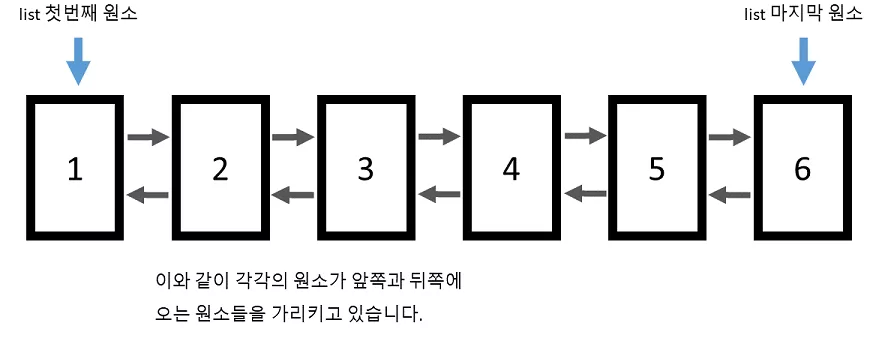 list 첫번째 원소
list 마지막 원소
1
2
3
4
5
6
이와 같이 각각의 원소가 앞쪽과 뒤쪽에
오는 원소들을 가리키고 있습니다.